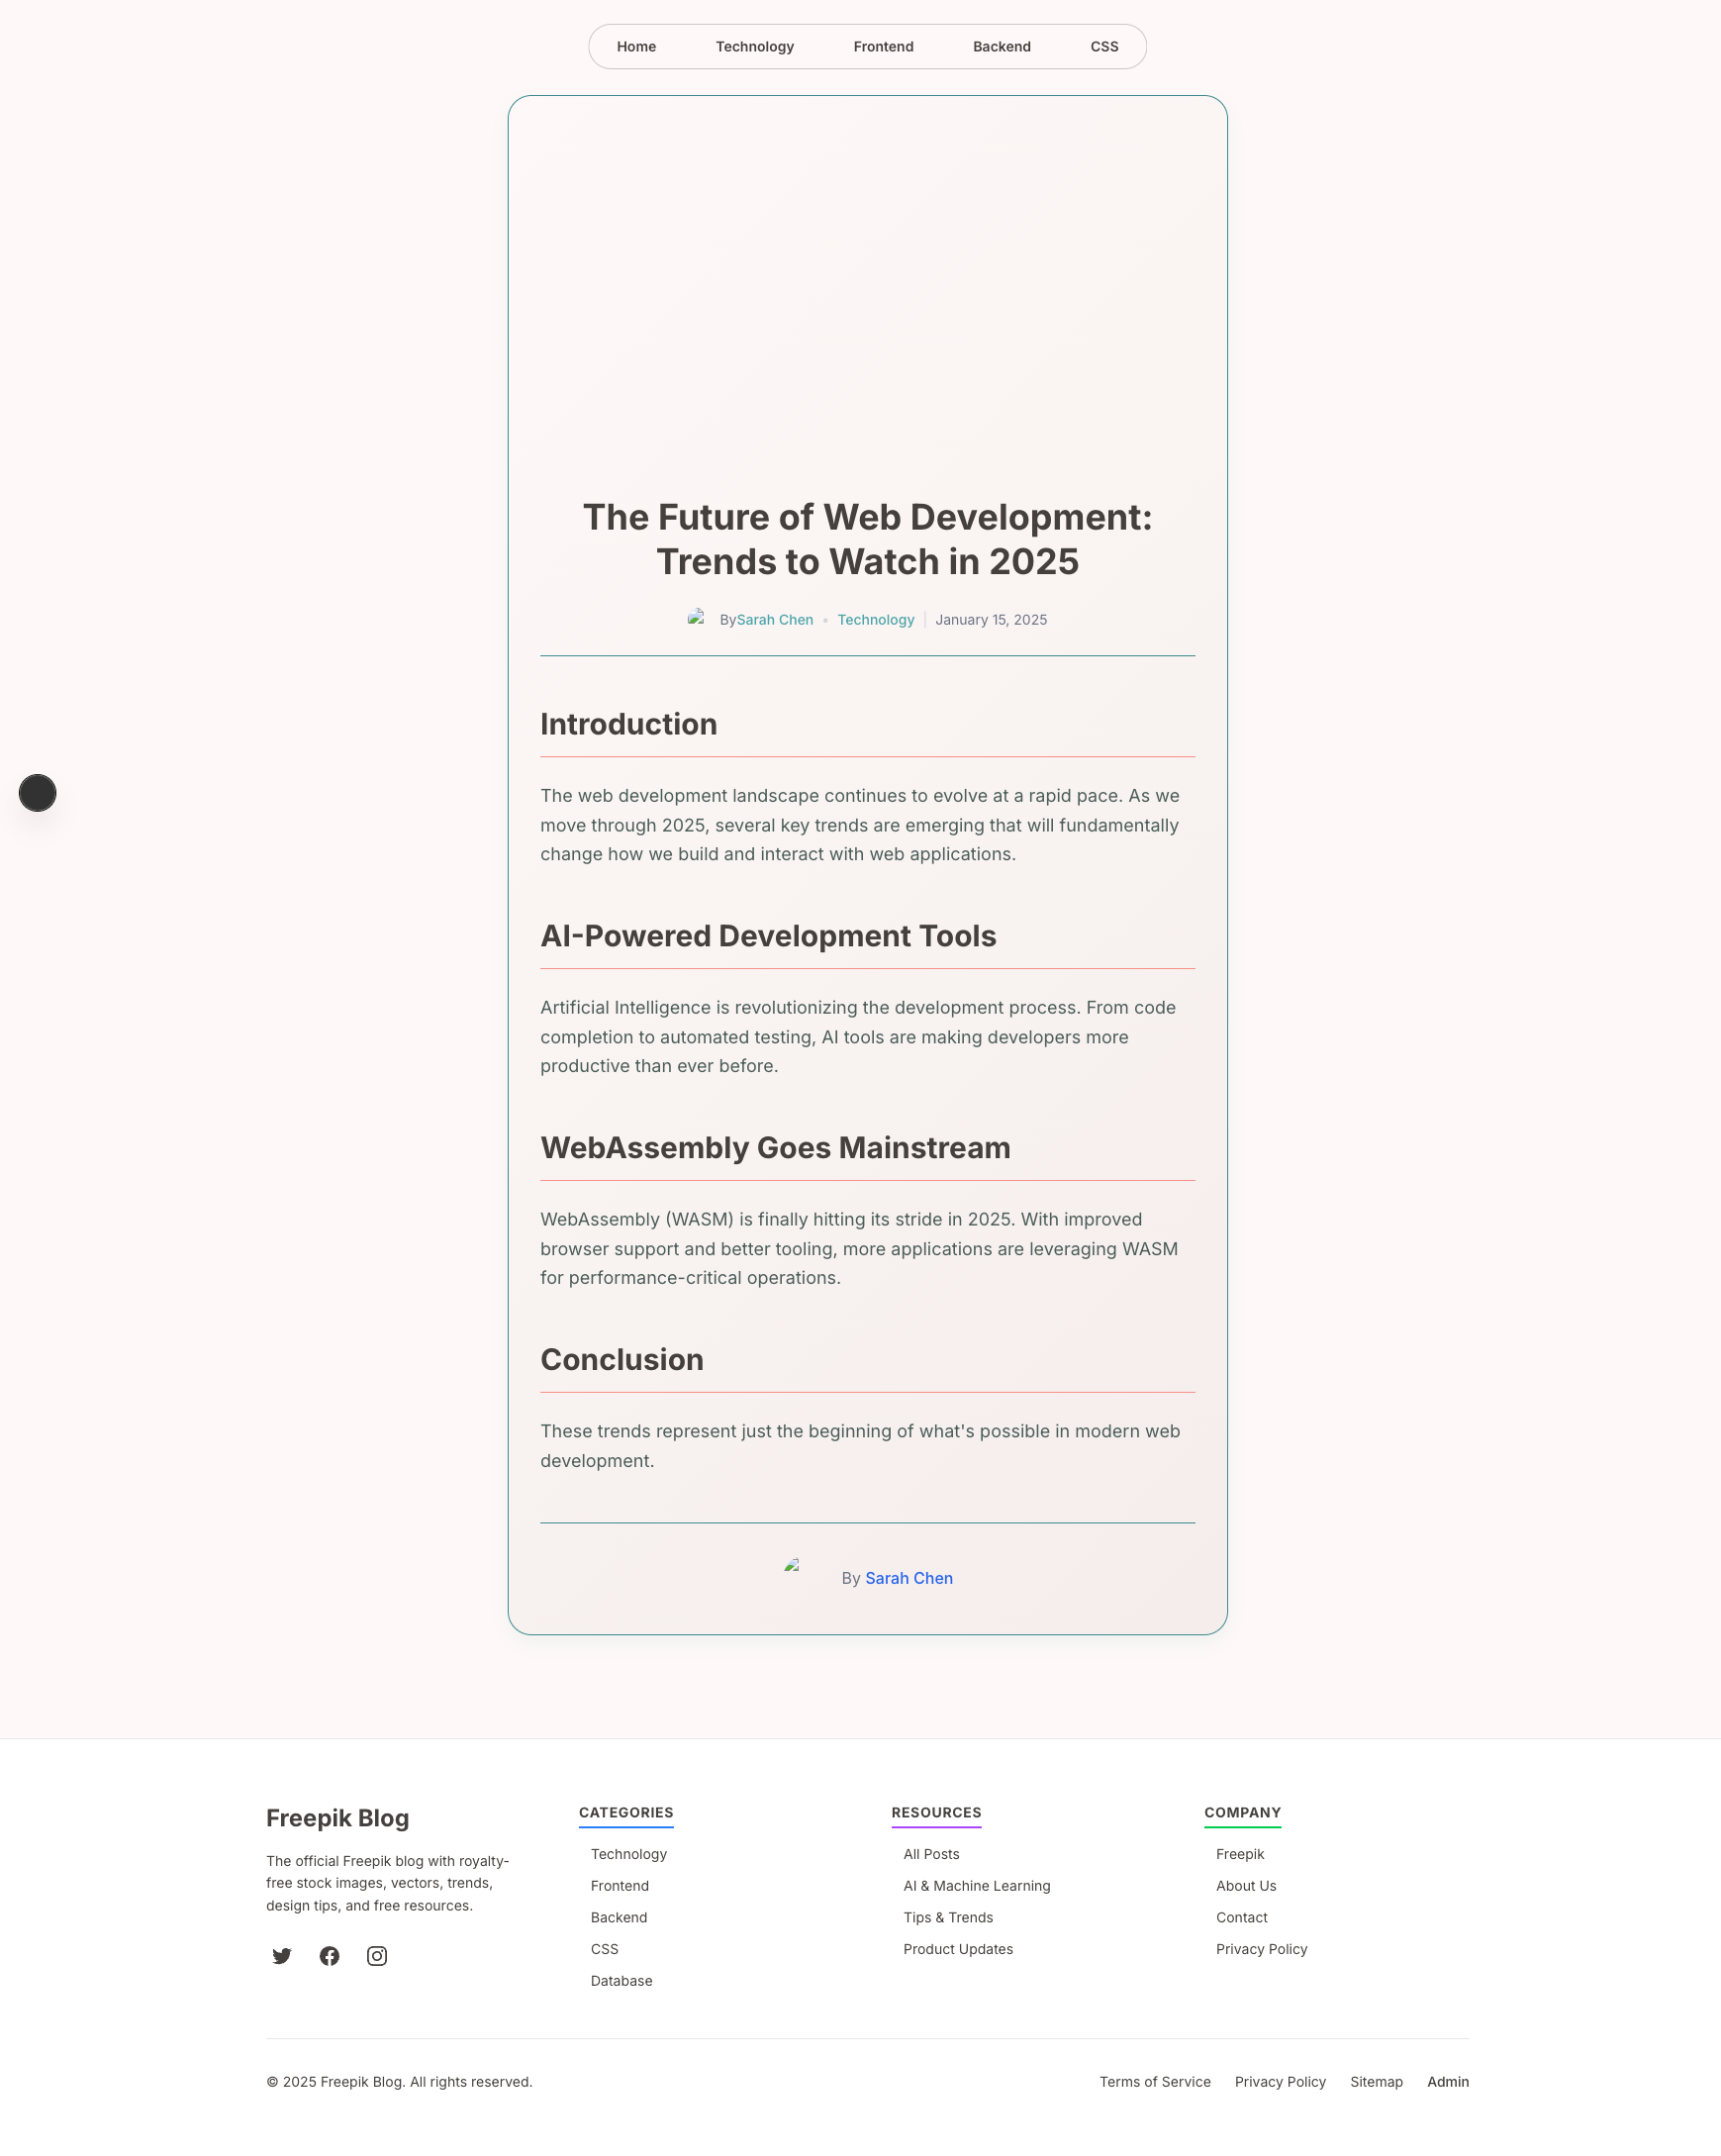 Home Technology Frontend Backend CSS
The Future of Web Development:
Trends to Watch in 2025
BySarah Chen • Technology | January 15, 2025
Introduction
The web development landscape continues to evolve at a rapid pace. As we
move through 2025, several key trends are emerging that will fundamentally
change how we build and interact with web applications.
AI-Powered Development Tools
Artificial Intelligence is revolutionizing the development process. From code
completion to automated testing, AI tools are making developers more
productive than ever before.
WebAssembly Goes Mainstream
WebAssembly (WASM) is finally hitting its stride in 2025. With improved
browser support and better tooling, more applications are leveraging WASM
for performance-critical operations.
Conclusion
These trends represent just the beginning of what's possible in modern web
development.
By Sarah Chen
Freepik Blog
The official Freepik blog with royalty-
free stock images, vectors, trends,
design tips, and free resources.
CATEGORIES
Technology
Frontend
Backend
CSS
Database
RESOURCES
All Posts
AI & Machine Learning
Tips & Trends
Product Updates
COMPANY
Freepik
About Us
Contact
Privacy Policy
© 2025 Freepik Blog. All rights reserved.
Terms of Service Privacy Policy Sitemap Admin